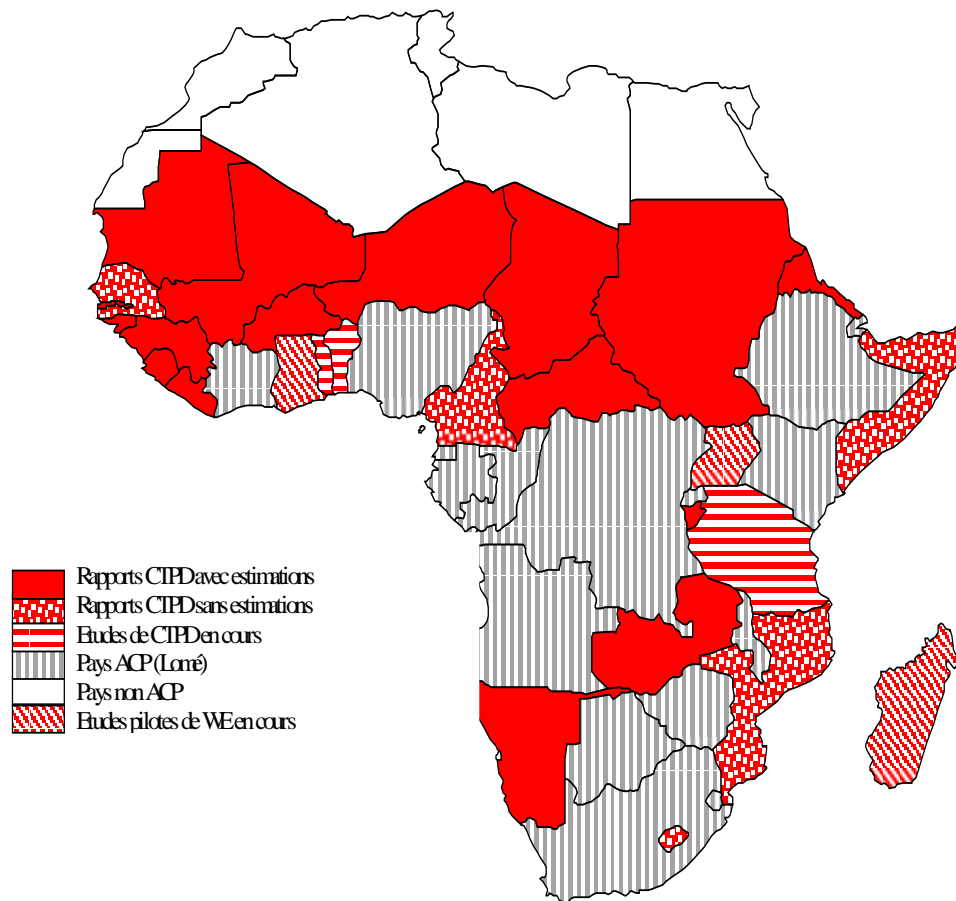 Rapports CTPD avec estimations
Rapports CTPD sans estimations
Etudes de CTPD en cours
Pays ACP (Lomé)
Pays non ACP
Etudes pilotes de WE en cours